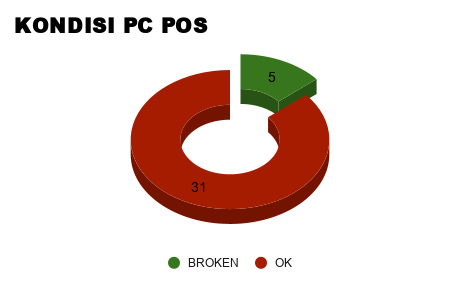 KONDISI PC POS
5
31
BROKEN OK